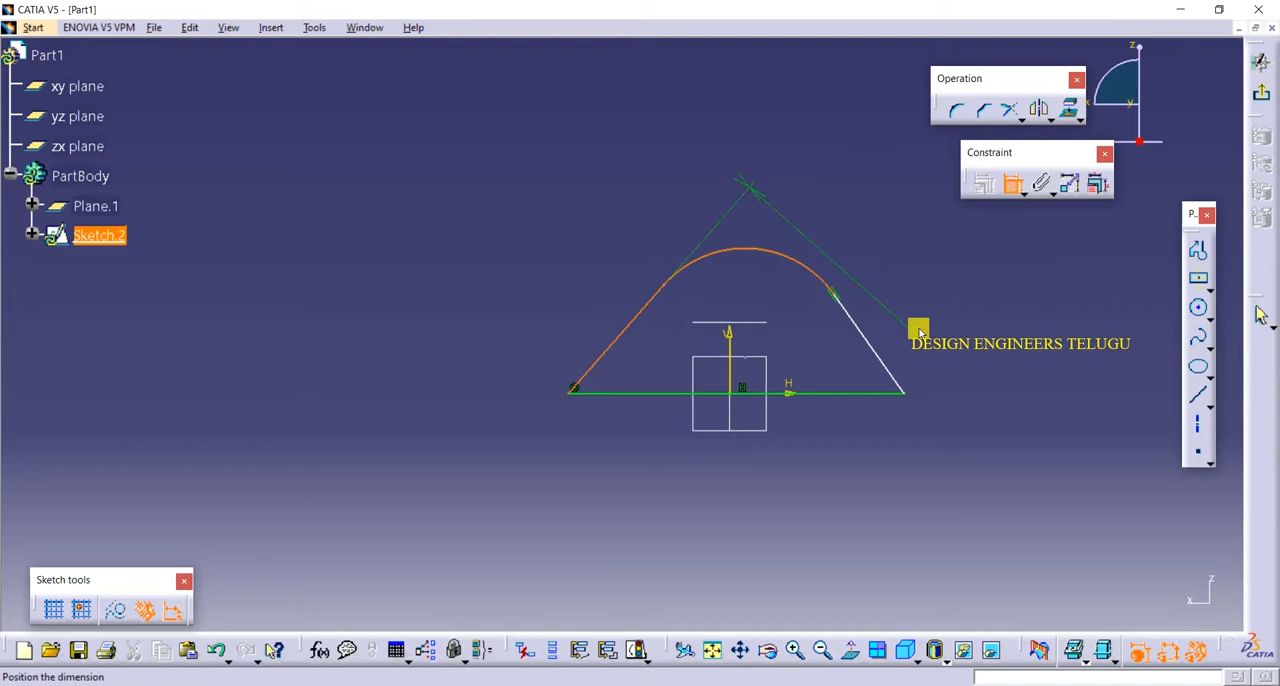 CATIA V5 - [Part1]
Start ENOVIA V5 VPM File Edit View Insert Tools Window Help
Part1
xy plane
yz plane
zx plane
PartBody
Plane.1
Sketch.2
Operation
Constraint
P...
z
x
y
V
H
H
DESIGN ENGINEERS TELUGU
Sketch tools
z
x
f(x)
CATIA
Position the dimension